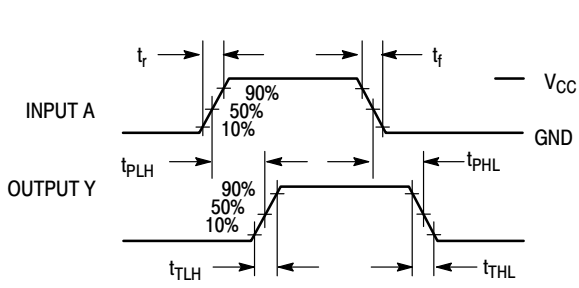 tr
tf
VCC
INPUT A
90%
50%
10%
GND
tPLH
tPHL
OUTPUT Y
90%
50%
10%
tTLH
tTHL